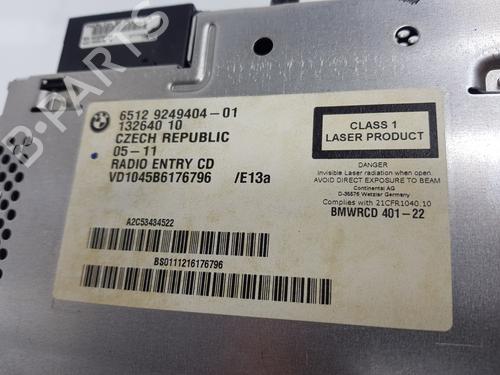 6512 9249404-01
132640 10
CZECH REPUBLIC
05-11
RADIO ENTRY CD
VD1045B6176796 /E13a
A2C53434522
BS0111216176796
CLASS 1
LASER PRODUCT
DANGER
Invisible Laser radiation when open
AVOID DIRECT EXPOSURE TO BEAM
Continental AG
D-35576 Wetzlar Germany
Complies with 21CFR1040.10
BMWRCD 401-22
B-PARTS